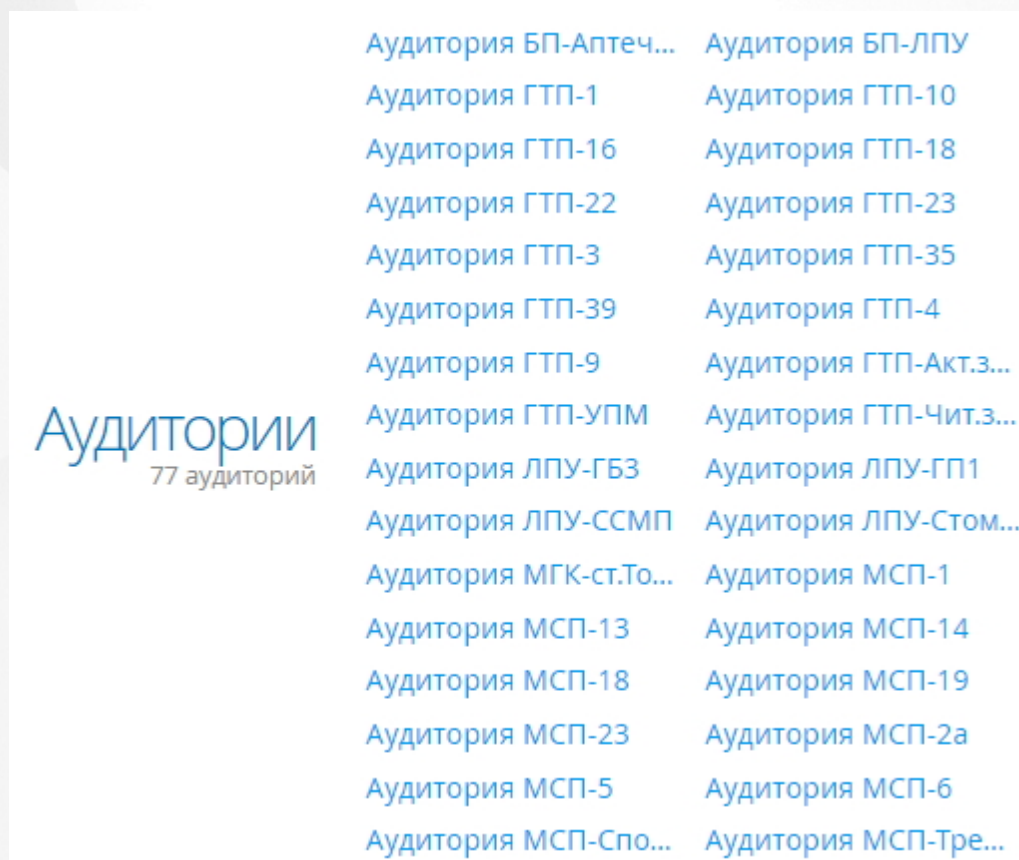 Аудитории
77 аудиторий
Аудитория БП-Аптеч... Аудитория БП-ЛПУ
Аудитория ГТП-1 Аудитория ГТП-10
Аудитория ГТП-16 Аудитория ГТП-18
Аудитория ГТП-22 Аудитория ГТП-23
Аудитория ГТП-3 Аудитория ГТП-35
Аудитория ГТП-39 Аудитория ГТП-4
Аудитория ГТП-9 Аудитория ГТП-Акт.з...
Аудитория ГТП-УПМ Аудитория ГТП-Чит.з...
Аудитория ЛПУ-ГБ3 Аудитория ЛПУ-ГП1
Аудитория ЛПУ-ССМП Аудитория ЛПУ-Стом...
Аудитория МГК-ст.То... Аудитория МСП-1
Аудитория МСП-13 Аудитория МСП-14
Аудитория МСП-18 Аудитория МСП-19
Аудитория МСП-23 Аудитория МСП-2а
Аудитория МСП-5 Аудитория МСП-6
Аудитория МСП-Спо... Аудитория МСП-Тре...